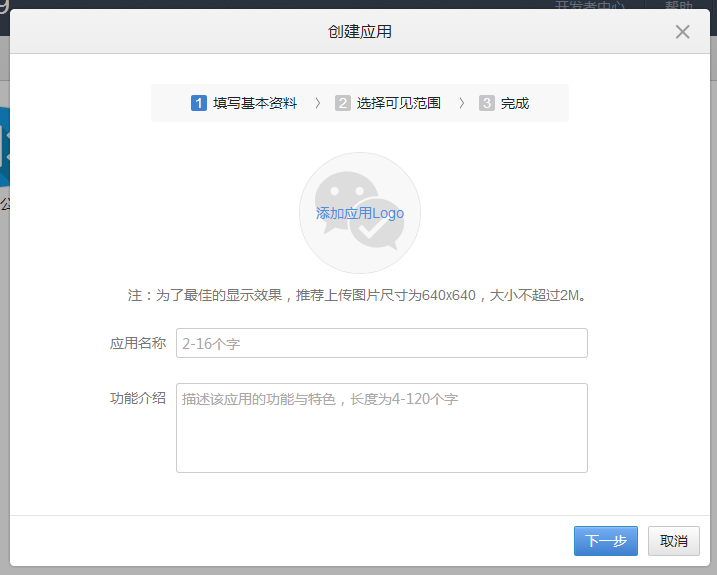 开发者中心 帮助
创建应用
1 填写基本资料 > 2 选择可见范围 > 3 完成
公
添加应用Logo
注：为了最佳的显示效果，推荐上传图片尺寸为640x640，大小不超过2M。
应用名称 2-16个字
功能介绍 描述该应用的功能与特色，长度为4-120个字
下一步 取消